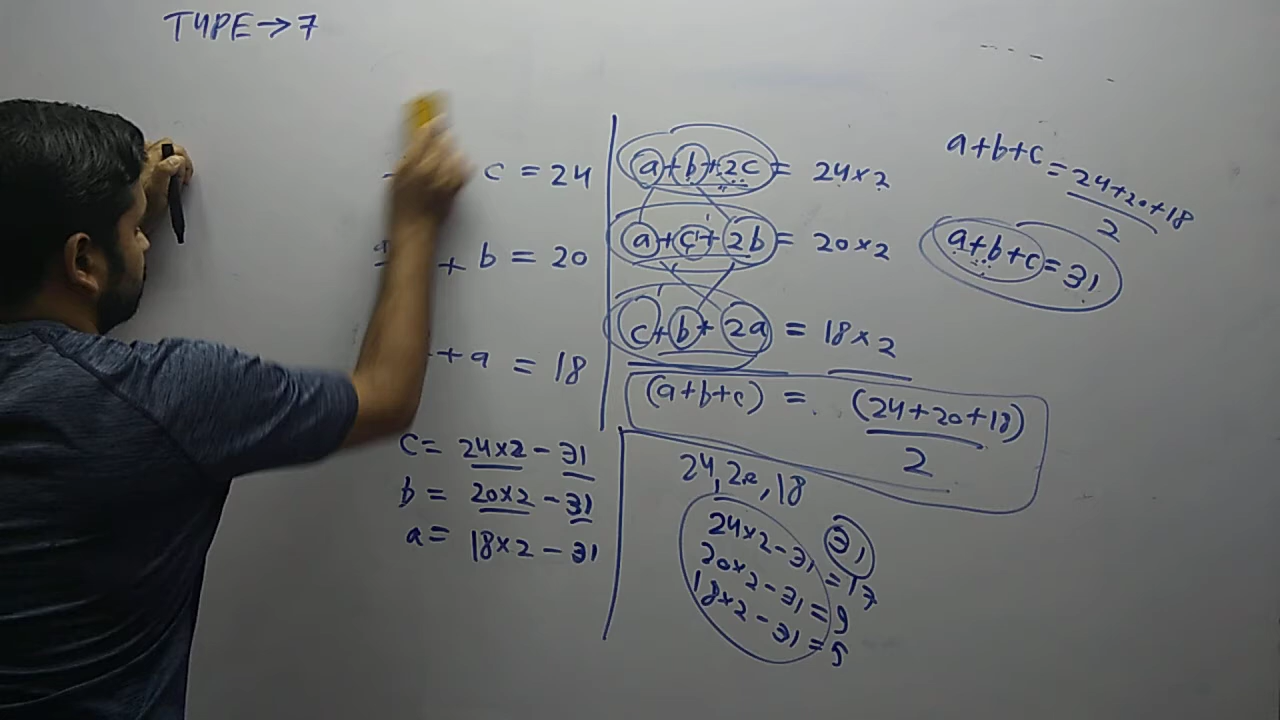 TYPE→7
c = 24
a + b = 20
+ a = 18
c = 24×2 - 31
b = 20×2 - 31
a = 18×2 - 31
a+b+2c = 24×2
a+c+2b = 20×2
c+b+2a = 18×2
(a+b+c) = (24+20+18)
2
24, 20, 18
31
24×2-31 = 17
20×2-31 = 9
18×2-31 = 5
a+b+c = 24+20+18
2
a+b+c = 31